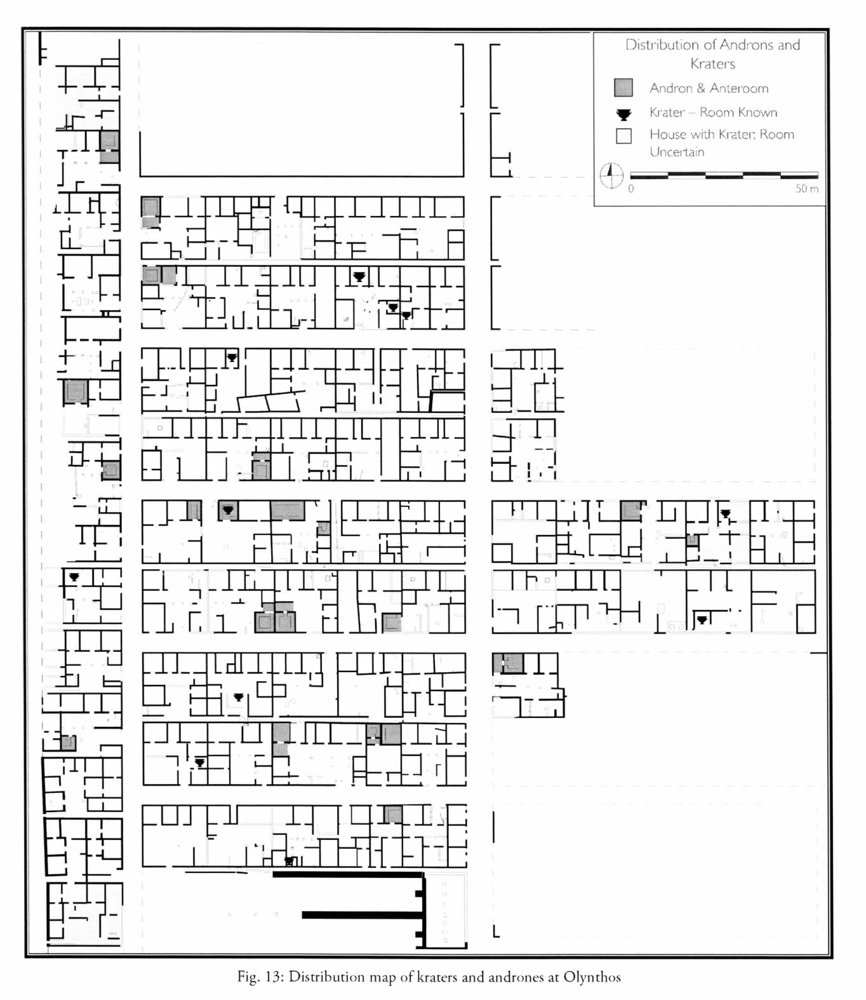 Distribution of Androns and
Kraters
Andron & Anteroom
Krater – Room Known
House with Krater; Room
Uncertain
0 50 m
Fig. 13: Distribution map of kraters and andrones at Olynthos